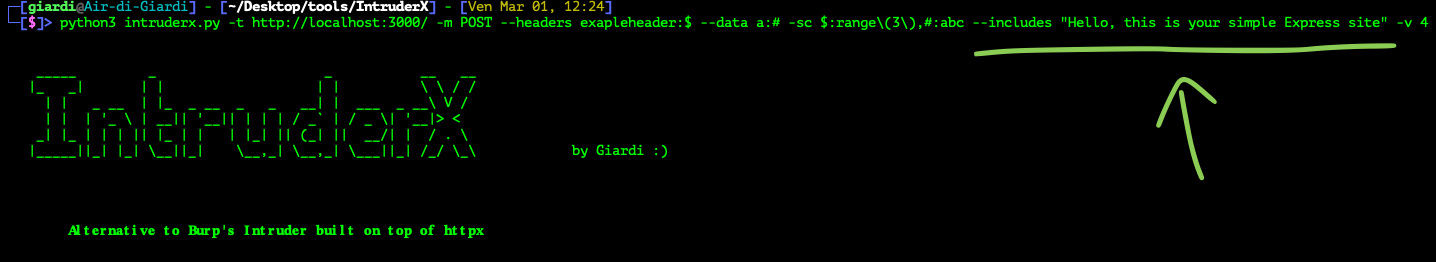 ┌─[giardi@Air-di-Giardi] - [~/Desktop/tools/IntruderX] - [Ven Mar 01, 12:24]
└─[$]> python3 intruderx.py -t http://localhost:3000/ -m POST --headers exapleheader:$ --data a:# -sc $:range\(3\),#:abc --includes "Hello, this is your simple Express site" -v 4
IntruderX
by Giardi :)
Alternative to Burp's Intruder built on top of httpx